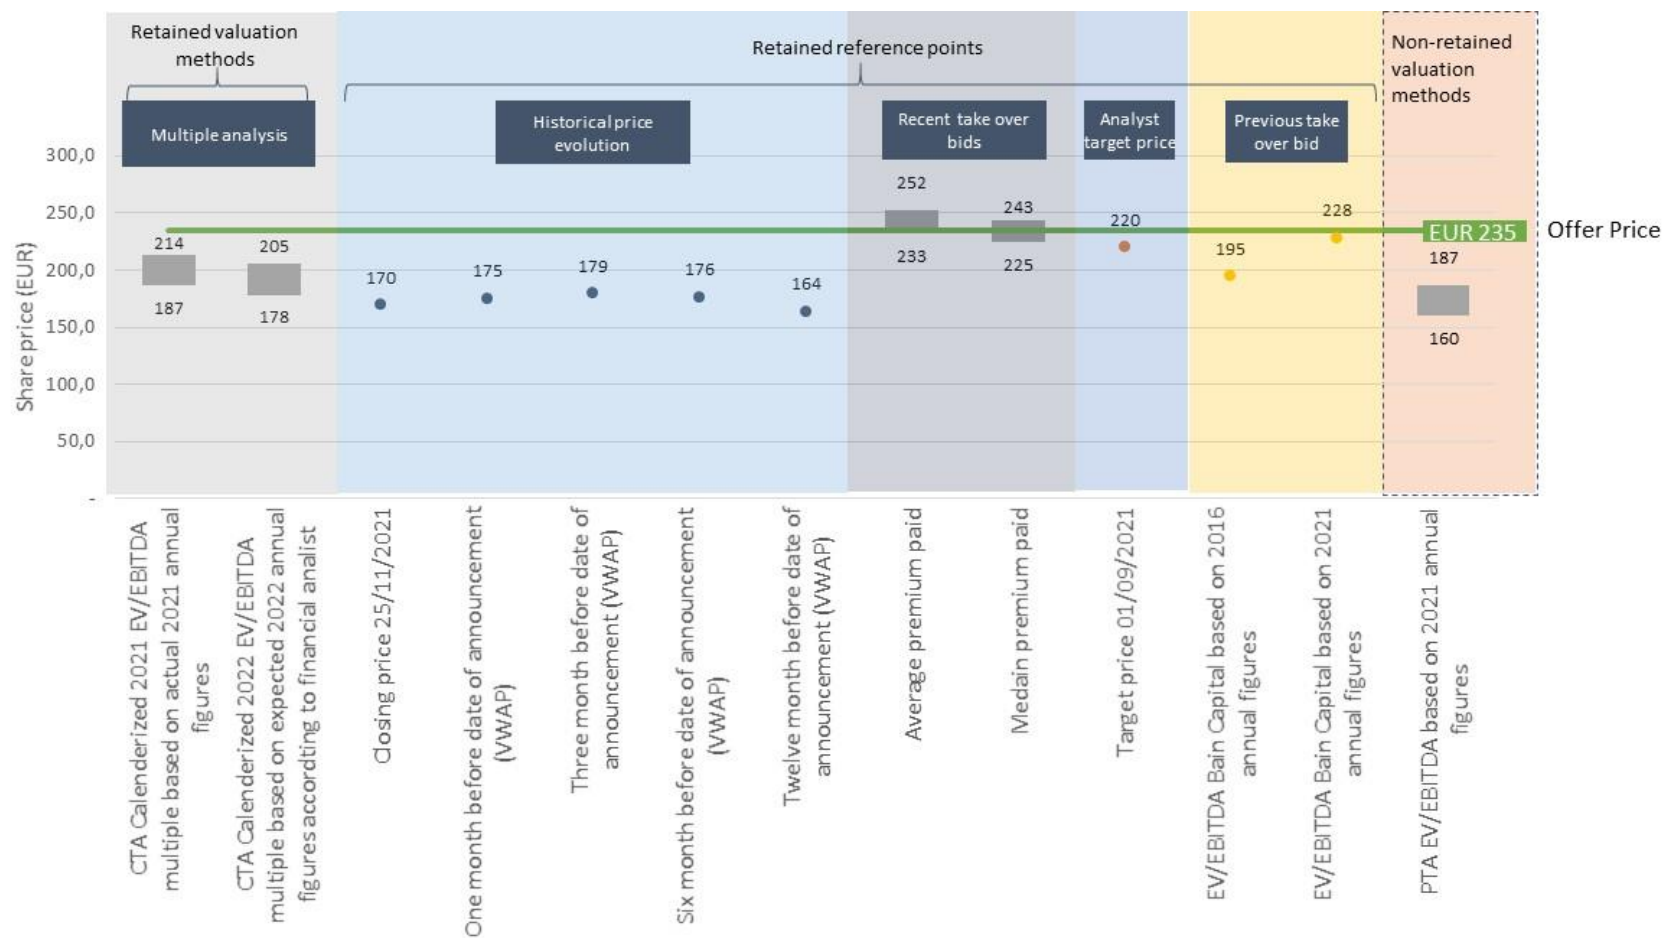 Retained valuation
methods
Retained reference points
Non-retained
valuation
methods
Multiple analysis
Historical price
evolution
Recent take over
bids
Analyst
target price
Previous take
over bid
Share price (EUR)
300,0
250,0
200,0
150,0
100,0
50,0
-
214
187
205
178
170
175
179
176
164
252
233
243
225
220
195
228
EUR 235
Offer Price
187
160
CTA Calenderized 2021 EV/EBITDA
multiple based on actual 2021 annual
figures
CTA Calenderized 2022 EV/EBITDA
multiple based on expected 2022 annual
figures according to financial analist
Closing price 25/11/2021
One month before date of announcement
(VWAP)
Three month before date of
announcement (VWAP)
Six month before date of announcement
(VWAP)
Twelve month before date of
announcement (VWAP)
Average premium paid
Medain premium paid
Target price 01/09/2021
EV/EBITDA Bain Capital based on 2016
annual figures
EV/EBITDA Bain Capital based on 2021
annual figures
PTA EV/EBITDA based on 2021 annual
figures